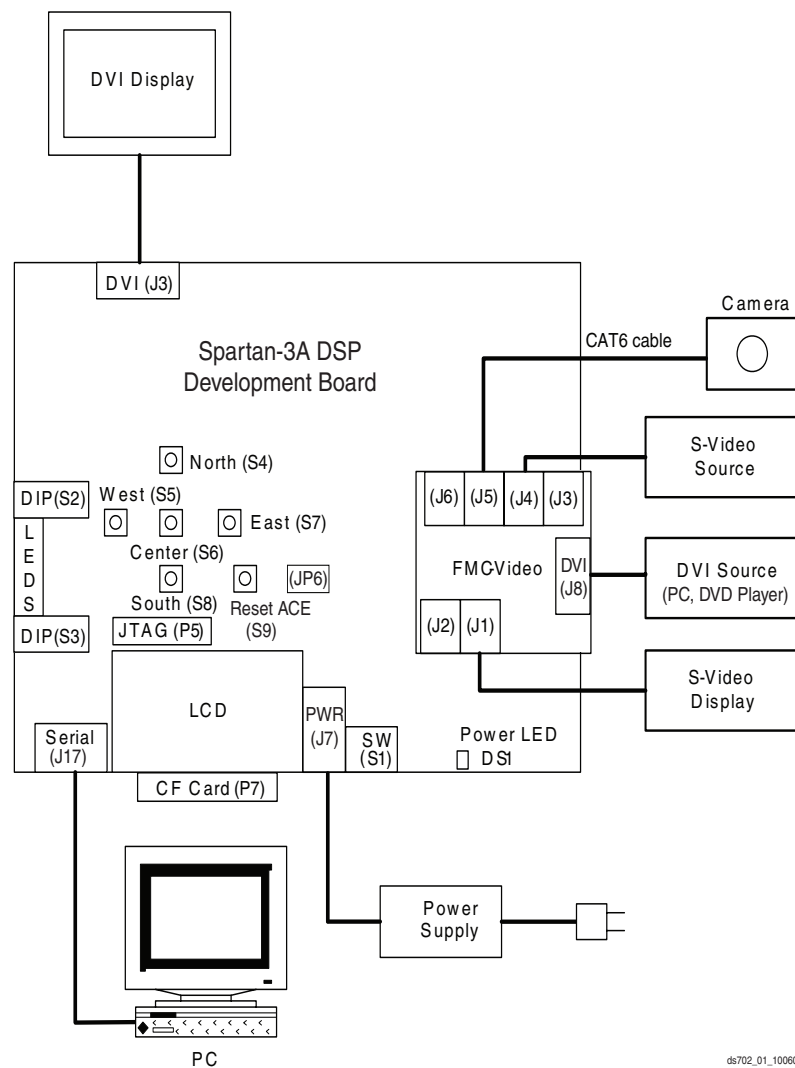 DVI Display
DVI (J3)
Camera
CAT6 cable
Spartan-3A DSP
Development Board
S-Video
Source
North (S4)
(J6)
(J5)
(J4)
(J3)
DIP(S2)
West (S5)
East (S7)
LEDS
Center (S6)
FMC-Video
DVI
(J8)
DVI Source
(PC, DVD Player)
(JP6)
South (S8)
Reset ACE
(S9)
DIP(S3)
JTAG (P5)
(J2)
(J1)
S-Video
Display
LCD
PWR
(J7)
Serial
(J17)
SW
(S1)
Power LED
DS1
CF Card (P7)
Power
Supply
PC